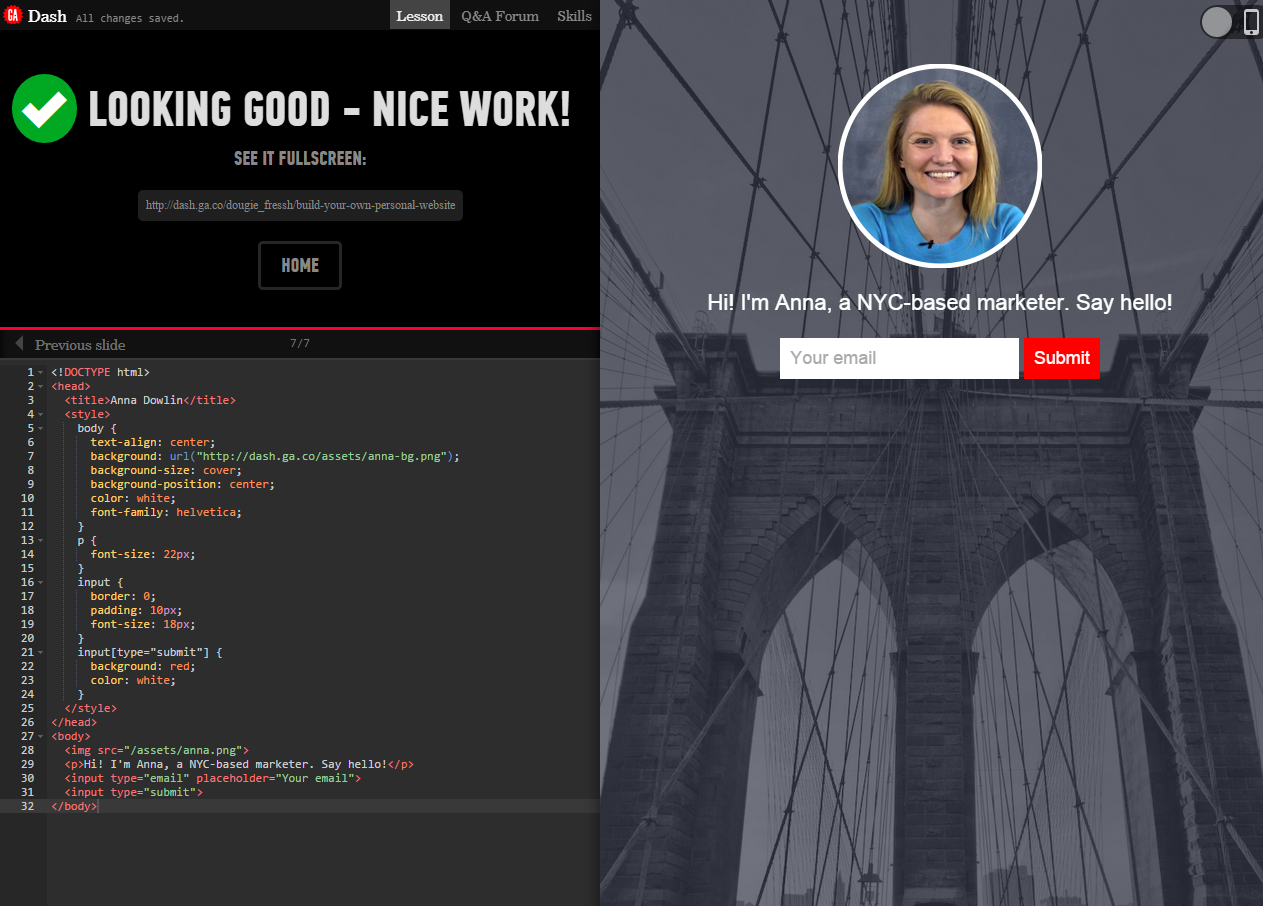 GA Dash All changes saved. Lesson Q&A Forum Skills
LOOKING GOOD - NICE WORK!
SEE IT FULLSCREEN:
http://dash.ga.co/dougie_fressh/build-your-own-personal-website
HOME
Previous slide 7/7
1 <!DOCTYPE html>
2 <head>
3 <title>Anna Dowlin</title>
4 <style>
5 body {
6 text-align: center;
7 background: url("http://dash.ga.co/assets/anna-bg.png");
8 background-size: cover;
9 background-position: center;
10 color: white;
11 font-family: helvetica;
12 }
13 p {
14 font-size: 22px;
15 }
16 input {
17 border: 0;
18 padding: 10px;
19 font-size: 18px;
20 }
21 input[type="submit"] {
22 background: red;
23 color: white;
24 }
25 </style>
26 </head>
27 <body>
28 <img src="/assets/anna.png">
29 <p>Hi! I'm Anna, a NYC-based marketer. Say hello!</p>
30 <input type="email" placeholder="Your email">
31 <input type="submit">
32 </body>
Hi! I'm Anna, a NYC-based marketer. Say hello!
Your email Submit